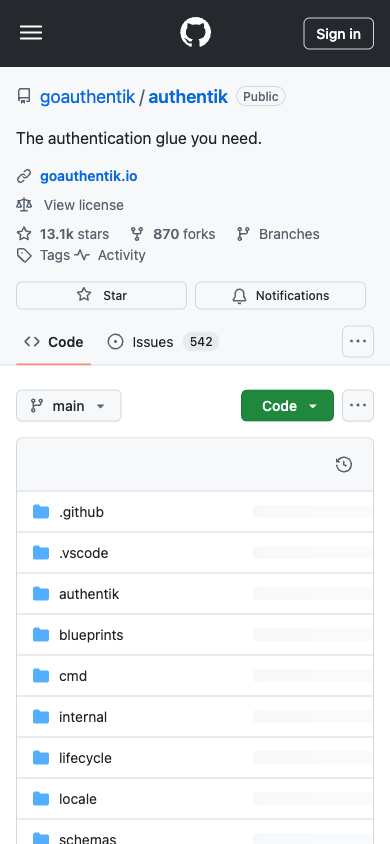 Sign in
goauthentik / authentik Public
The authentication glue you need.
goauthentik.io
View license
13.1k stars 870 forks Branches
Tags Activity
Star Notifications
Code Issues 542
main Code
.github
.vscode
authentik
blueprints
cmd
internal
lifecycle
locale
schemas